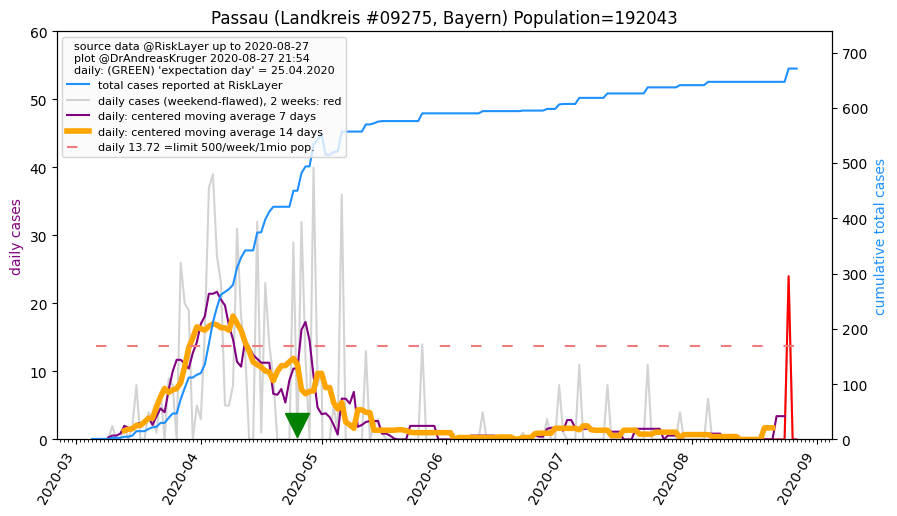 Passau (Landkreis #09275, Bayern) Population=192043
source data @RiskLayer up to 2020-08-27
plot @DrAndreasKruger 2020-08-27 21:54
daily: (GREEN) 'expectation day' = 25.04.2020
total cases reported at RiskLayer
daily cases (weekend-flawed), 2 weeks: red
daily: centered moving average 7 days
daily: centered moving average 14 days
daily 13.72 =limit 500/week/1mio pop.
daily cases
60
50
40
30
20
10
0
cumulative total cases
700
600
500
400
300
200
100
0
2020-03
2020-04
2020-05
2020-06
2020-07
2020-08
2020-09